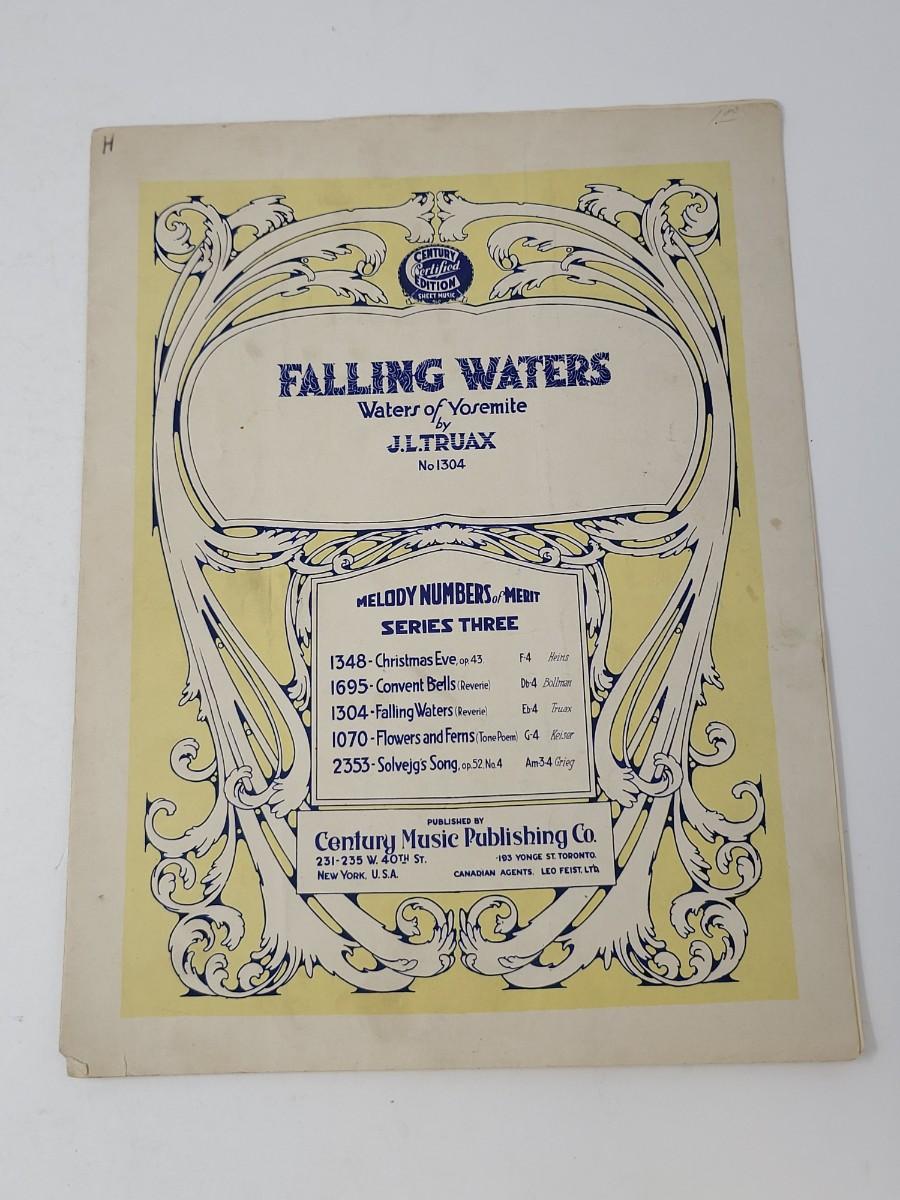 H
1.00
CENTURY
Certified
EDITION
SHEET MUSIC
FALLING WATERS
Waters of Yosemite
by
J.L.TRUAX
No 1304
MELODY NUMBERS of MERIT
SERIES THREE
1348-Christmas Eve, op. 43 F-4 Heins
1695-Convent Bells (Reverie) Db-4 Bollman
1304-Falling Waters (Reverie) Eb-4 Truax
1070-Flowers and Ferns (Tone Poem) G-4 Keiser
2353-Solvejg's Song, op. 52, No. 4 Am-3-4 Grieg
PUBLISHED BY
Century Music Publishing Co.
231-235 W. 40TH ST. 193 YONGE ST. TORONTO.
NEW YORK, U.S.A. CANADIAN AGENTS. LEO FEIST, LTD.